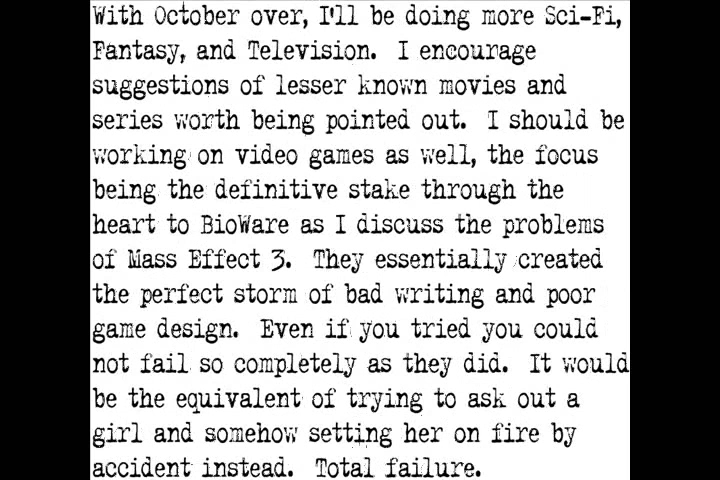 With October over, I'll be doing more Sci-Fi,
Fantasy, and Television.  I encourage
suggestions of lesser known movies and
series worth being pointed out.  I should be
working on video games as well, the focus
being the definitive stake through the
heart to BioWare as I discuss the problems
of Mass Effect 3.  They essentially created
the perfect storm of bad writing and poor
game design.  Even if you tried you could
not fail so completely as they did.  It would
be the equivalent of trying to ask out a
girl and somehow setting her on fire by
accident instead.  Total failure.